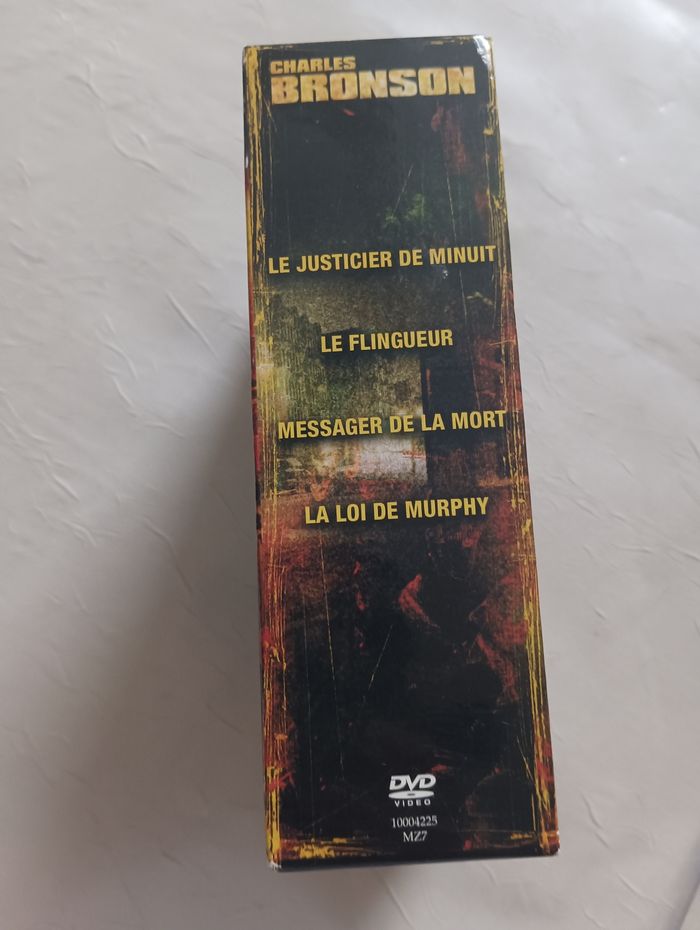 CHARLES
BRONSON
LE JUSTICIER DE MINUIT
LE FLINGUEUR
MESSAGER DE LA MORT
LA LOI DE MURPHY
DVD
VIDEO
10004225
MZ7